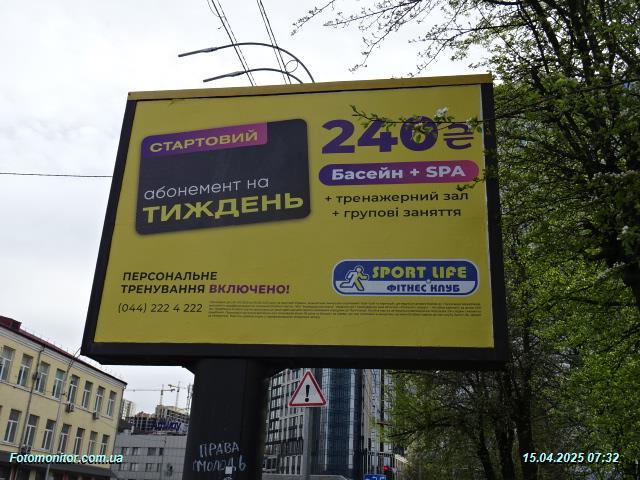 СТАРТОВИЙ
абонемент на
ТИЖДЕНЬ
240₴
Басейн + SPA
+ тренажерний зал
+ групові заняття
ПЕРСОНАЛЬНЕ
ТРЕНУВАННЯ ВКЛЮЧЕНО!
(044) 222 4 222
SPORT LIFE
ФІТНЕС КЛУБ
ПРАВА
МОЛОДЬ
Fotomonitor.com.ua
15.04.2025 07:32